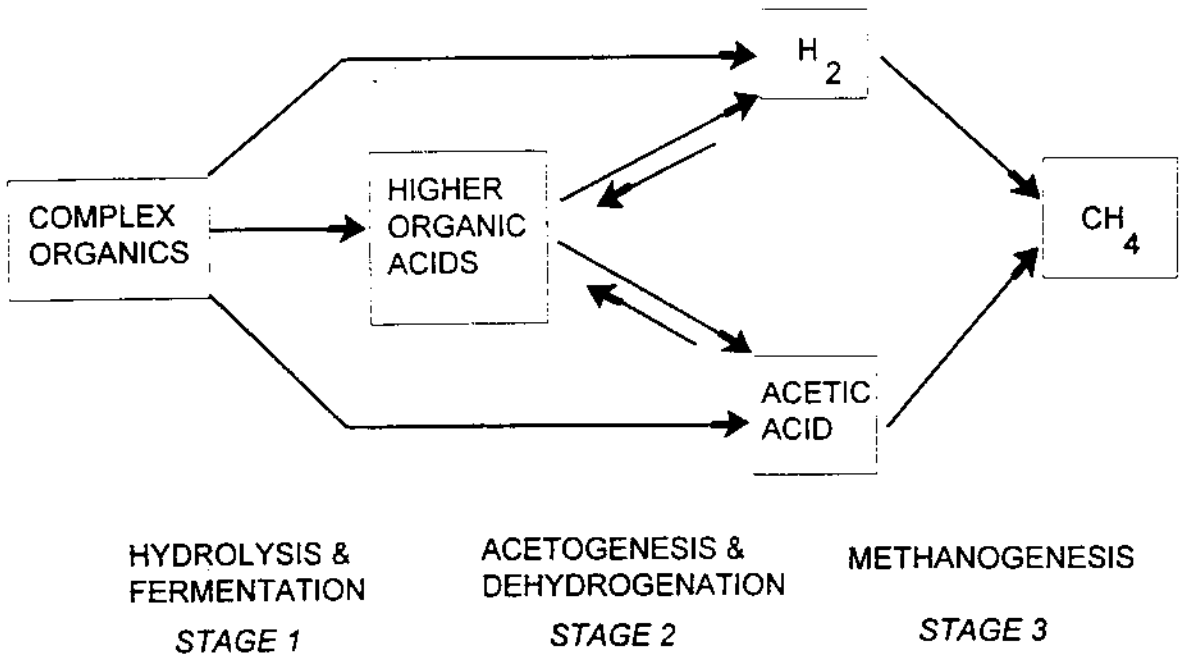 H2
HIGHER
ORGANIC
ACIDS
COMPLEX
ORGANICS
CH4
ACETIC
ACID
HYDROLYSIS &
FERMENTATION
STAGE 1
ACETOGENESIS &
DEHYDROGENATION
STAGE 2
METHANOGENESIS
STAGE 3